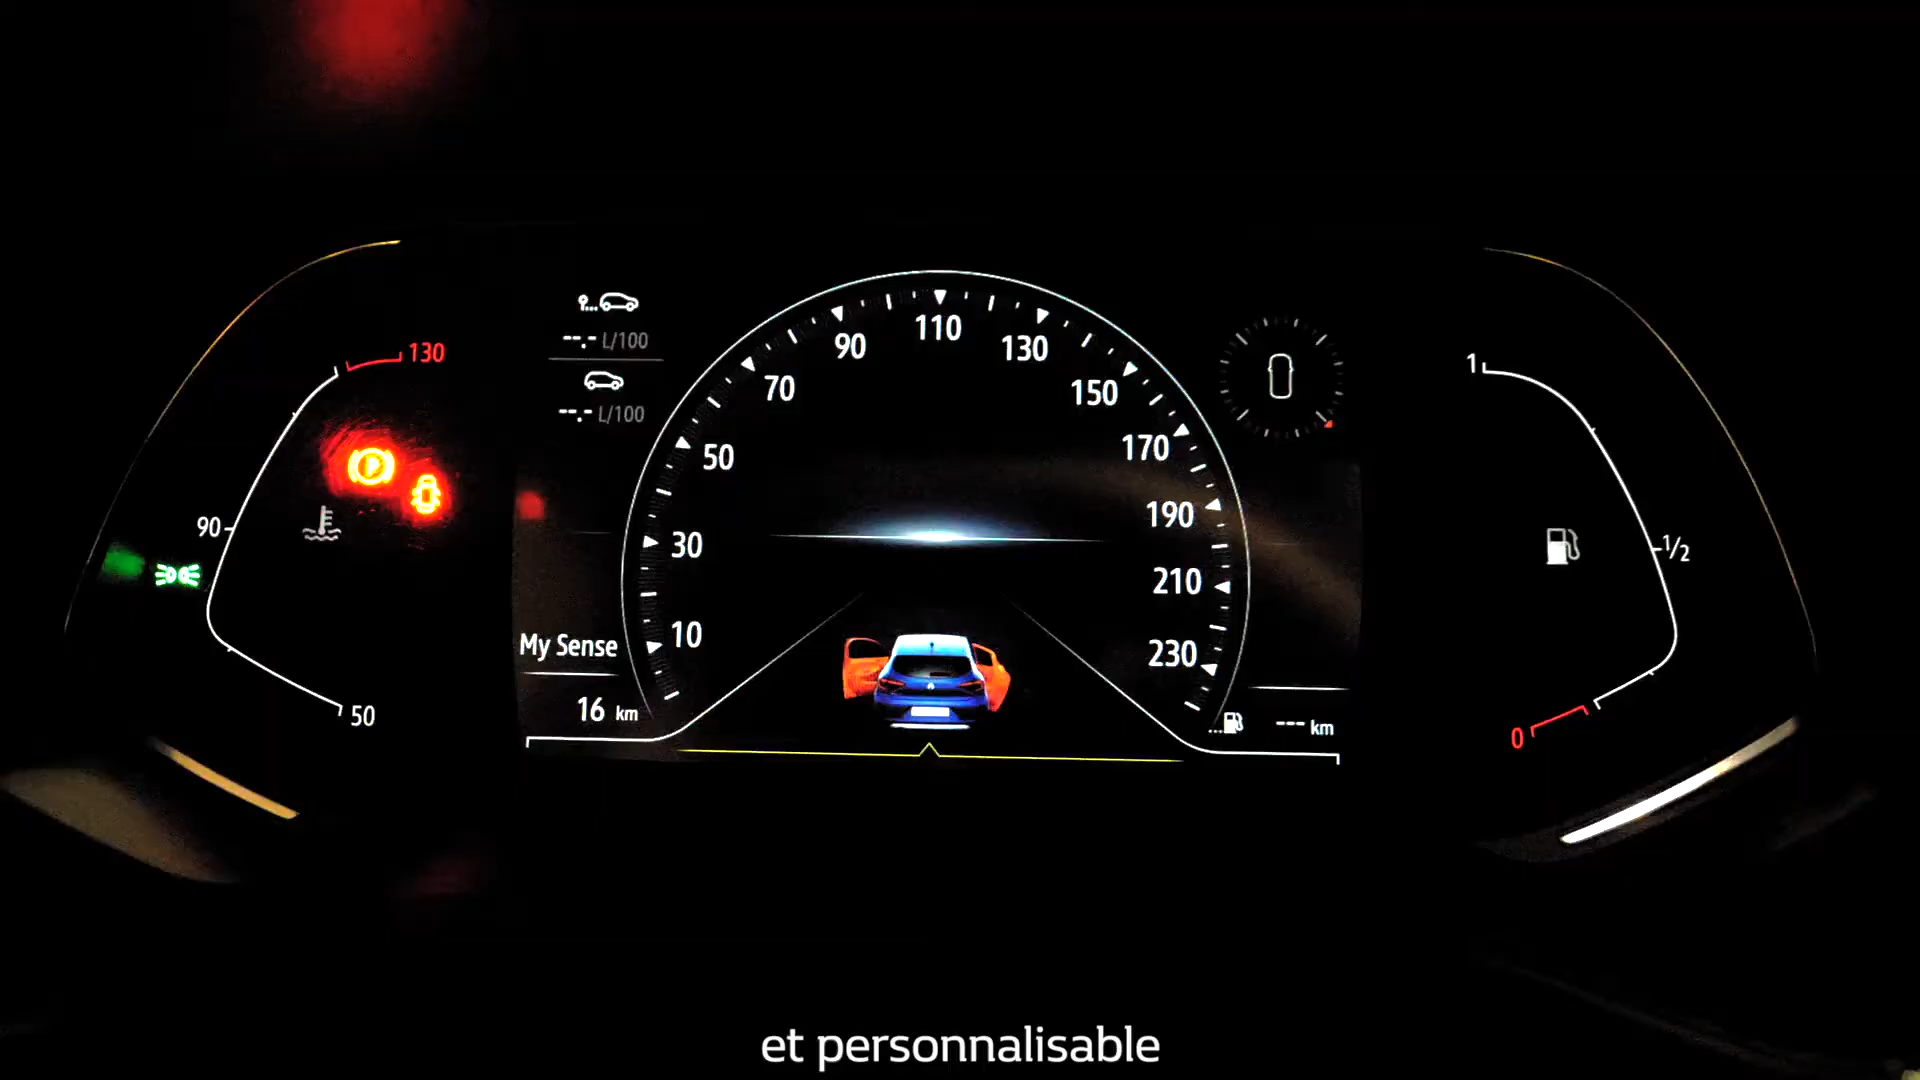 130
P
90
50
--.- L/100
--.- L/100
My Sense
16 km
10
30
50
70
90
110
130
150
170
190
210
230
--- km
1
1/2
0
et personnalisable